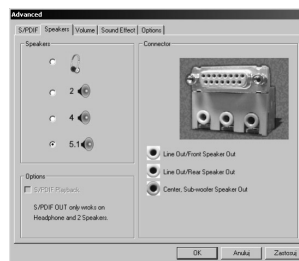 Advanced
S/PDIF
Speakers
Volume
Sound Effect
Options
Speakers
2
4
5.1
Options
S/PDIF Playback
S/PDIF OUT only wroks on
Headphone and 2 Speakers.
Connector
Line Out/Front Speaker Out
Line Out/Rear Speaker Out
Center, Sub-woofer Speaker Out
OK
Anuluj
Zastosuj